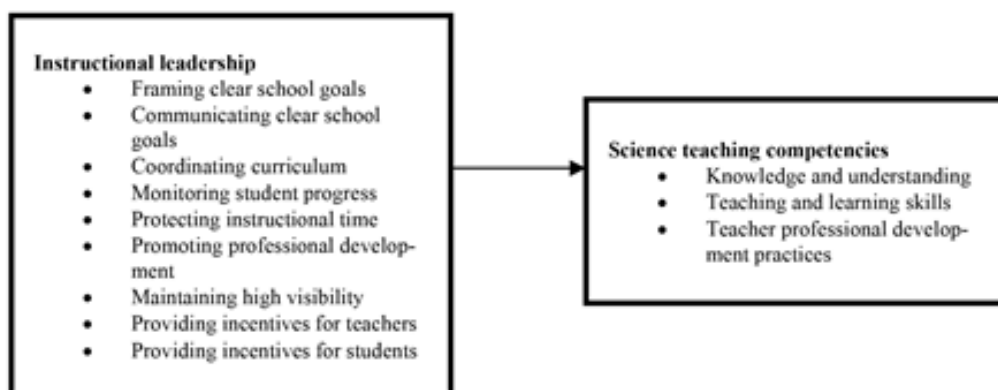 Instructional leadership
• Framing clear school goals
• Communicating clear school
goals
• Coordinating curriculum
• Monitoring student progress
• Protecting instructional time
• Promoting professional develop-
ment
• Maintaining high visibility
• Providing incentives for teachers
• Providing incentives for students
Science teaching competencies
• Knowledge and understanding
• Teaching and learning skills
• Teacher professional develop-
ment practices